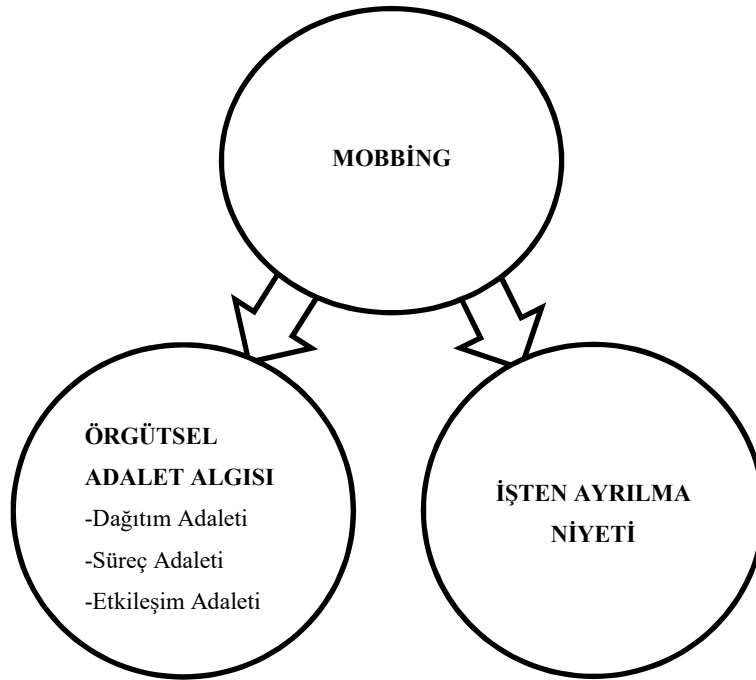 MOBBİNG
ÖRGÜTSEL
ADALET ALGISI
-Dağıtım Adaleti
-Süreç Adaleti
-Etkileşim Adaleti
İŞTEN AYRILMA
NİYETİ